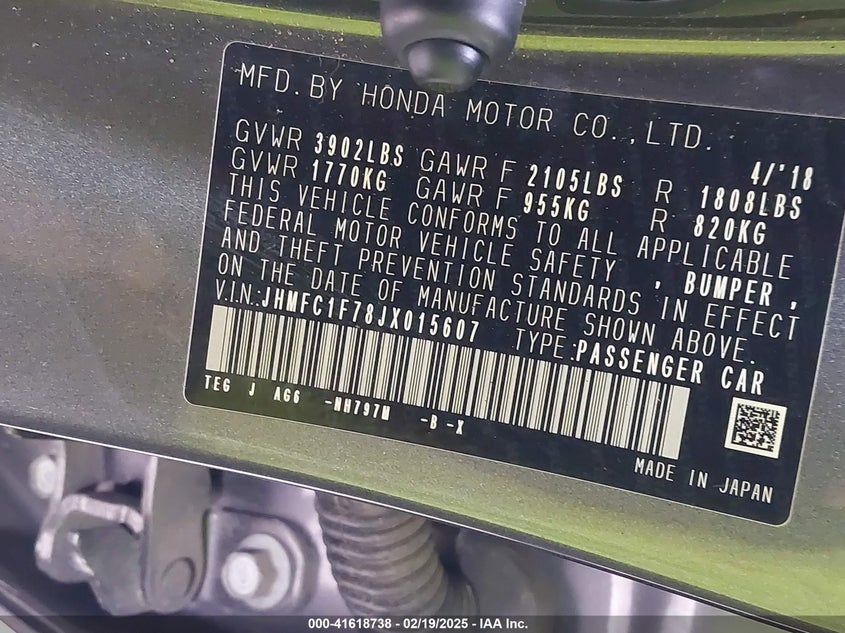 MFD. BY HONDA MOTOR CO.,LTD.
4/'18
GVWR 3902LBS GAWR F 2105LBS R 1808LBS
GVWR 1770KG GAWR F 955KG R 820KG
THIS VEHICLE CONFORMS TO ALL APPLICABLE
FEDERAL MOTOR VEHICLE SAFETY , BUMPER ,
AND THEFT PREVENTION STANDARDS IN EFFECT
ON THE DATE OF MANUFACTURE SHOWN ABOVE.
V.I.N.:JHMFC1F78JX015607 TYPE:PASSENGER CAR
TEG J AG6 -NH797M -B -X
MADE IN JAPAN
000-41618738 - 02/19/2025 - IAA Inc.